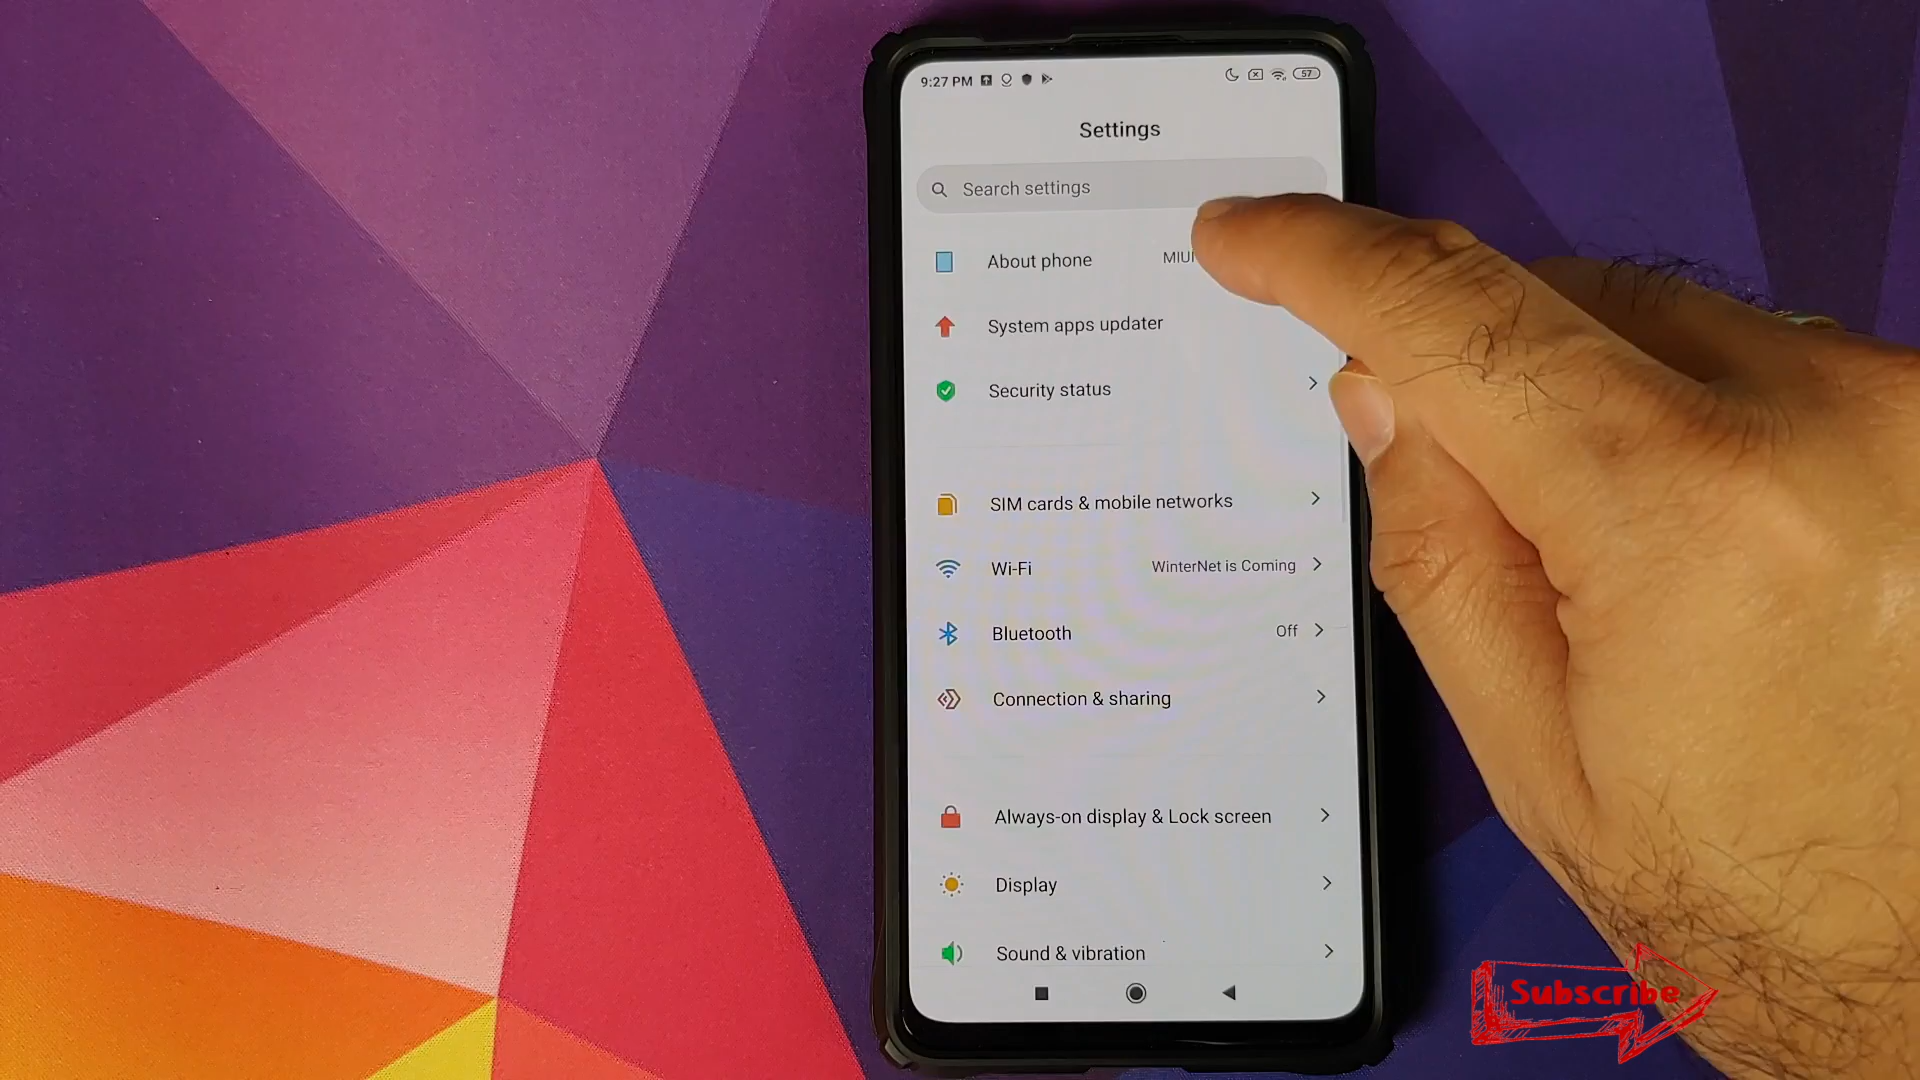 9:27 PM
57
Settings
Search settings
About phone
MIUI
System apps updater
Security status
SIM cards & mobile networks
Wi-Fi
WinterNet is Coming
Bluetooth
Off
Connection & sharing
Always-on display & Lock screen
Display
Sound & vibration
Subscribe